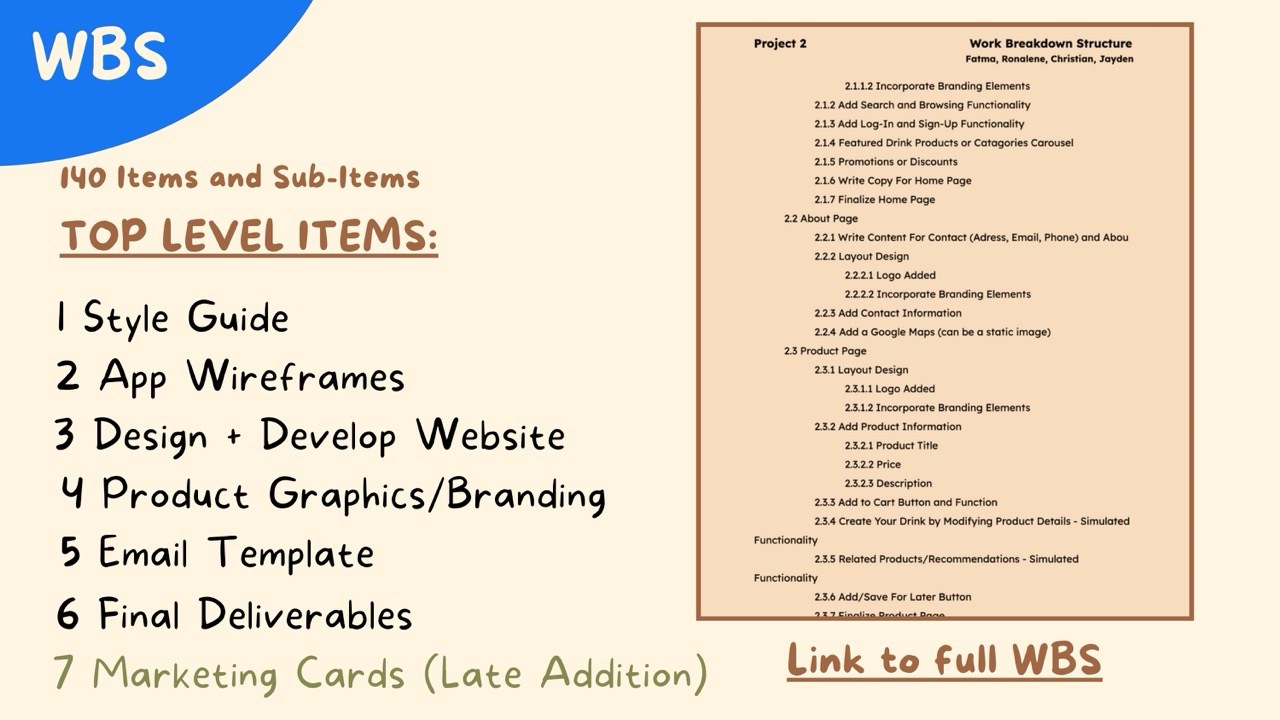 WBS
140 Items and Sub-Items
TOP LEVEL ITEMS:
1 Style Guide
2 App Wireframes
3 Design + Develop Website
4 Product Graphics/Branding
5 Email Template
6 Final Deliverables
7 Marketing Cards (Late Addition)
Project 2 Work Breakdown Structure
Fatma, Ronalene, Christian, Jayden
2.1.1.2 Incorporate Branding Elements
2.1.2 Add Search and Browsing Functionality
2.1.3 Add Log-In and Sign-Up Functionality
2.1.4 Featured Drink Products or Catagories Carousel
2.1.5 Promotions or Discounts
2.1.6 Write Copy For Home Page
2.1.7 Finalize Home Page
2.2 About Page
2.2.1 Write Content For Contact (Adress, Email, Phone) and Abou
2.2.2 Layout Design
2.2.2.1 Logo Added
2.2.2.2 Incorporate Branding Elements
2.2.3 Add Contact Information
2.2.4 Add a Google Maps (can be a static image)
2.3 Product Page
2.3.1 Layout Design
2.3.1.1 Logo Added
2.3.1.2 Incorporate Branding Elements
2.3.2 Add Product Information
2.3.2.1 Product Title
2.3.2.2 Price
2.3.2.3 Description
2.3.3 Add to Cart Button and Function
2.3.4 Create Your Drink by Modifying Product Details - Simulated
Functionality
2.3.5 Related Products/Recommendations - Simulated
Functionality
2.3.6 Add/Save For Later Button
2.3.7 Finalize Product Page
Link to full WBS